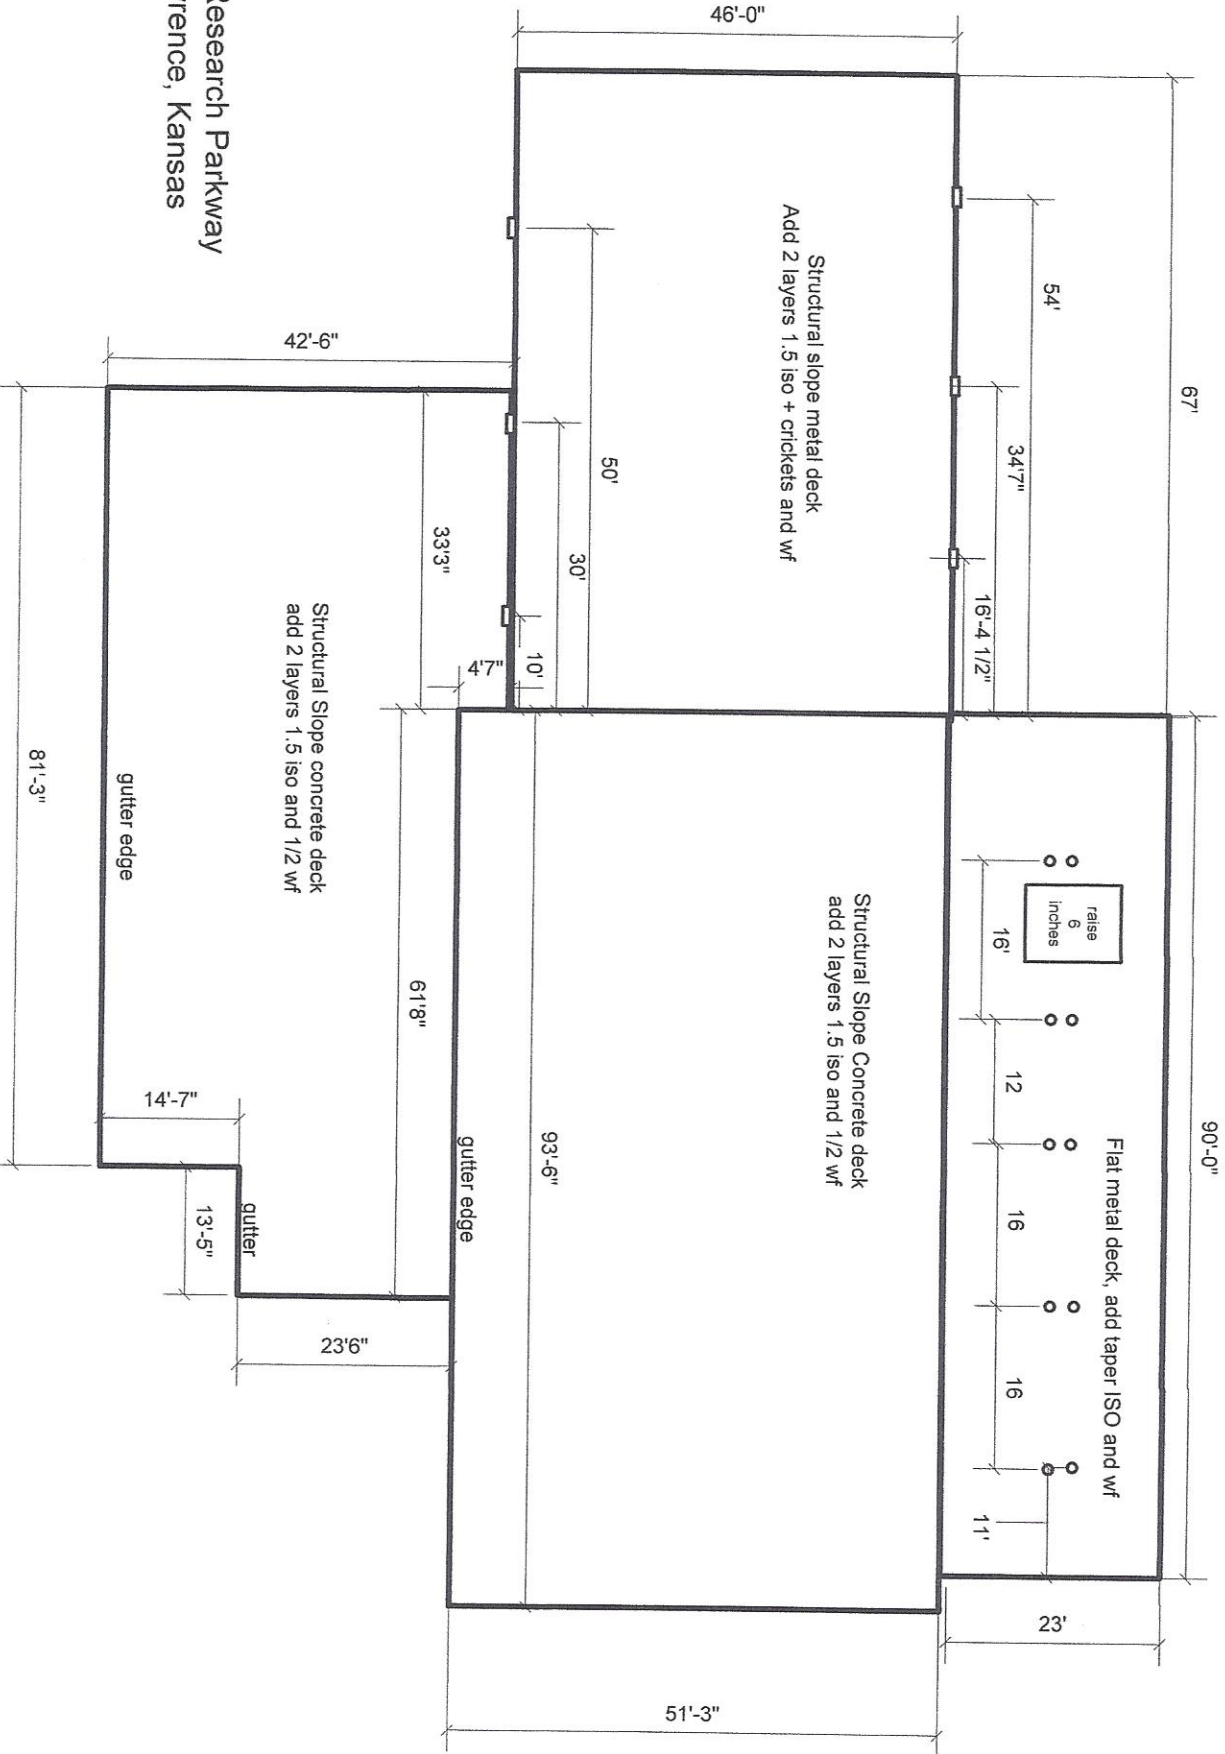 46'-0"
67'
54'
34'7"
16'-4 1/2"
Structural slope metal deck
Add 2 layers 1.5 iso + crickets and wf
50'
30'
10'
4'7"
Research Parkway
rence, Kansas
42'-6"
33'3"
Structural Slope concrete deck
add 2 layers 1.5 iso and 1/2 wf
gutter edge
81'-3"
61'8"
14'-7"
13'-5"
gutter
23'6"
gutter edge
93'-6"
Structural Slope Concrete deck
add 2 layers 1.5 iso and 1/2 wf
51'-3"
90'-0"
Flat metal deck, add taper ISO and wf
raise
6
inches
16'
12
16
16
11'
23'